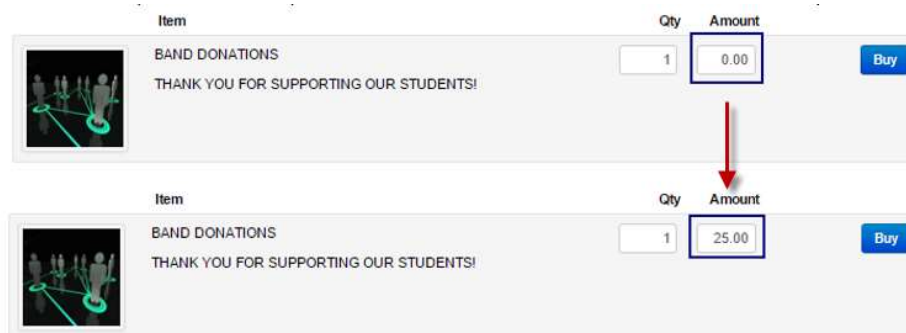 Item Qty Amount
BAND DONATIONS 1 0.00 Buy
THANK YOU FOR SUPPORTING OUR STUDENTS!
Item Qty Amount
BAND DONATIONS 1 25.00 Buy
THANK YOU FOR SUPPORTING OUR STUDENTS!